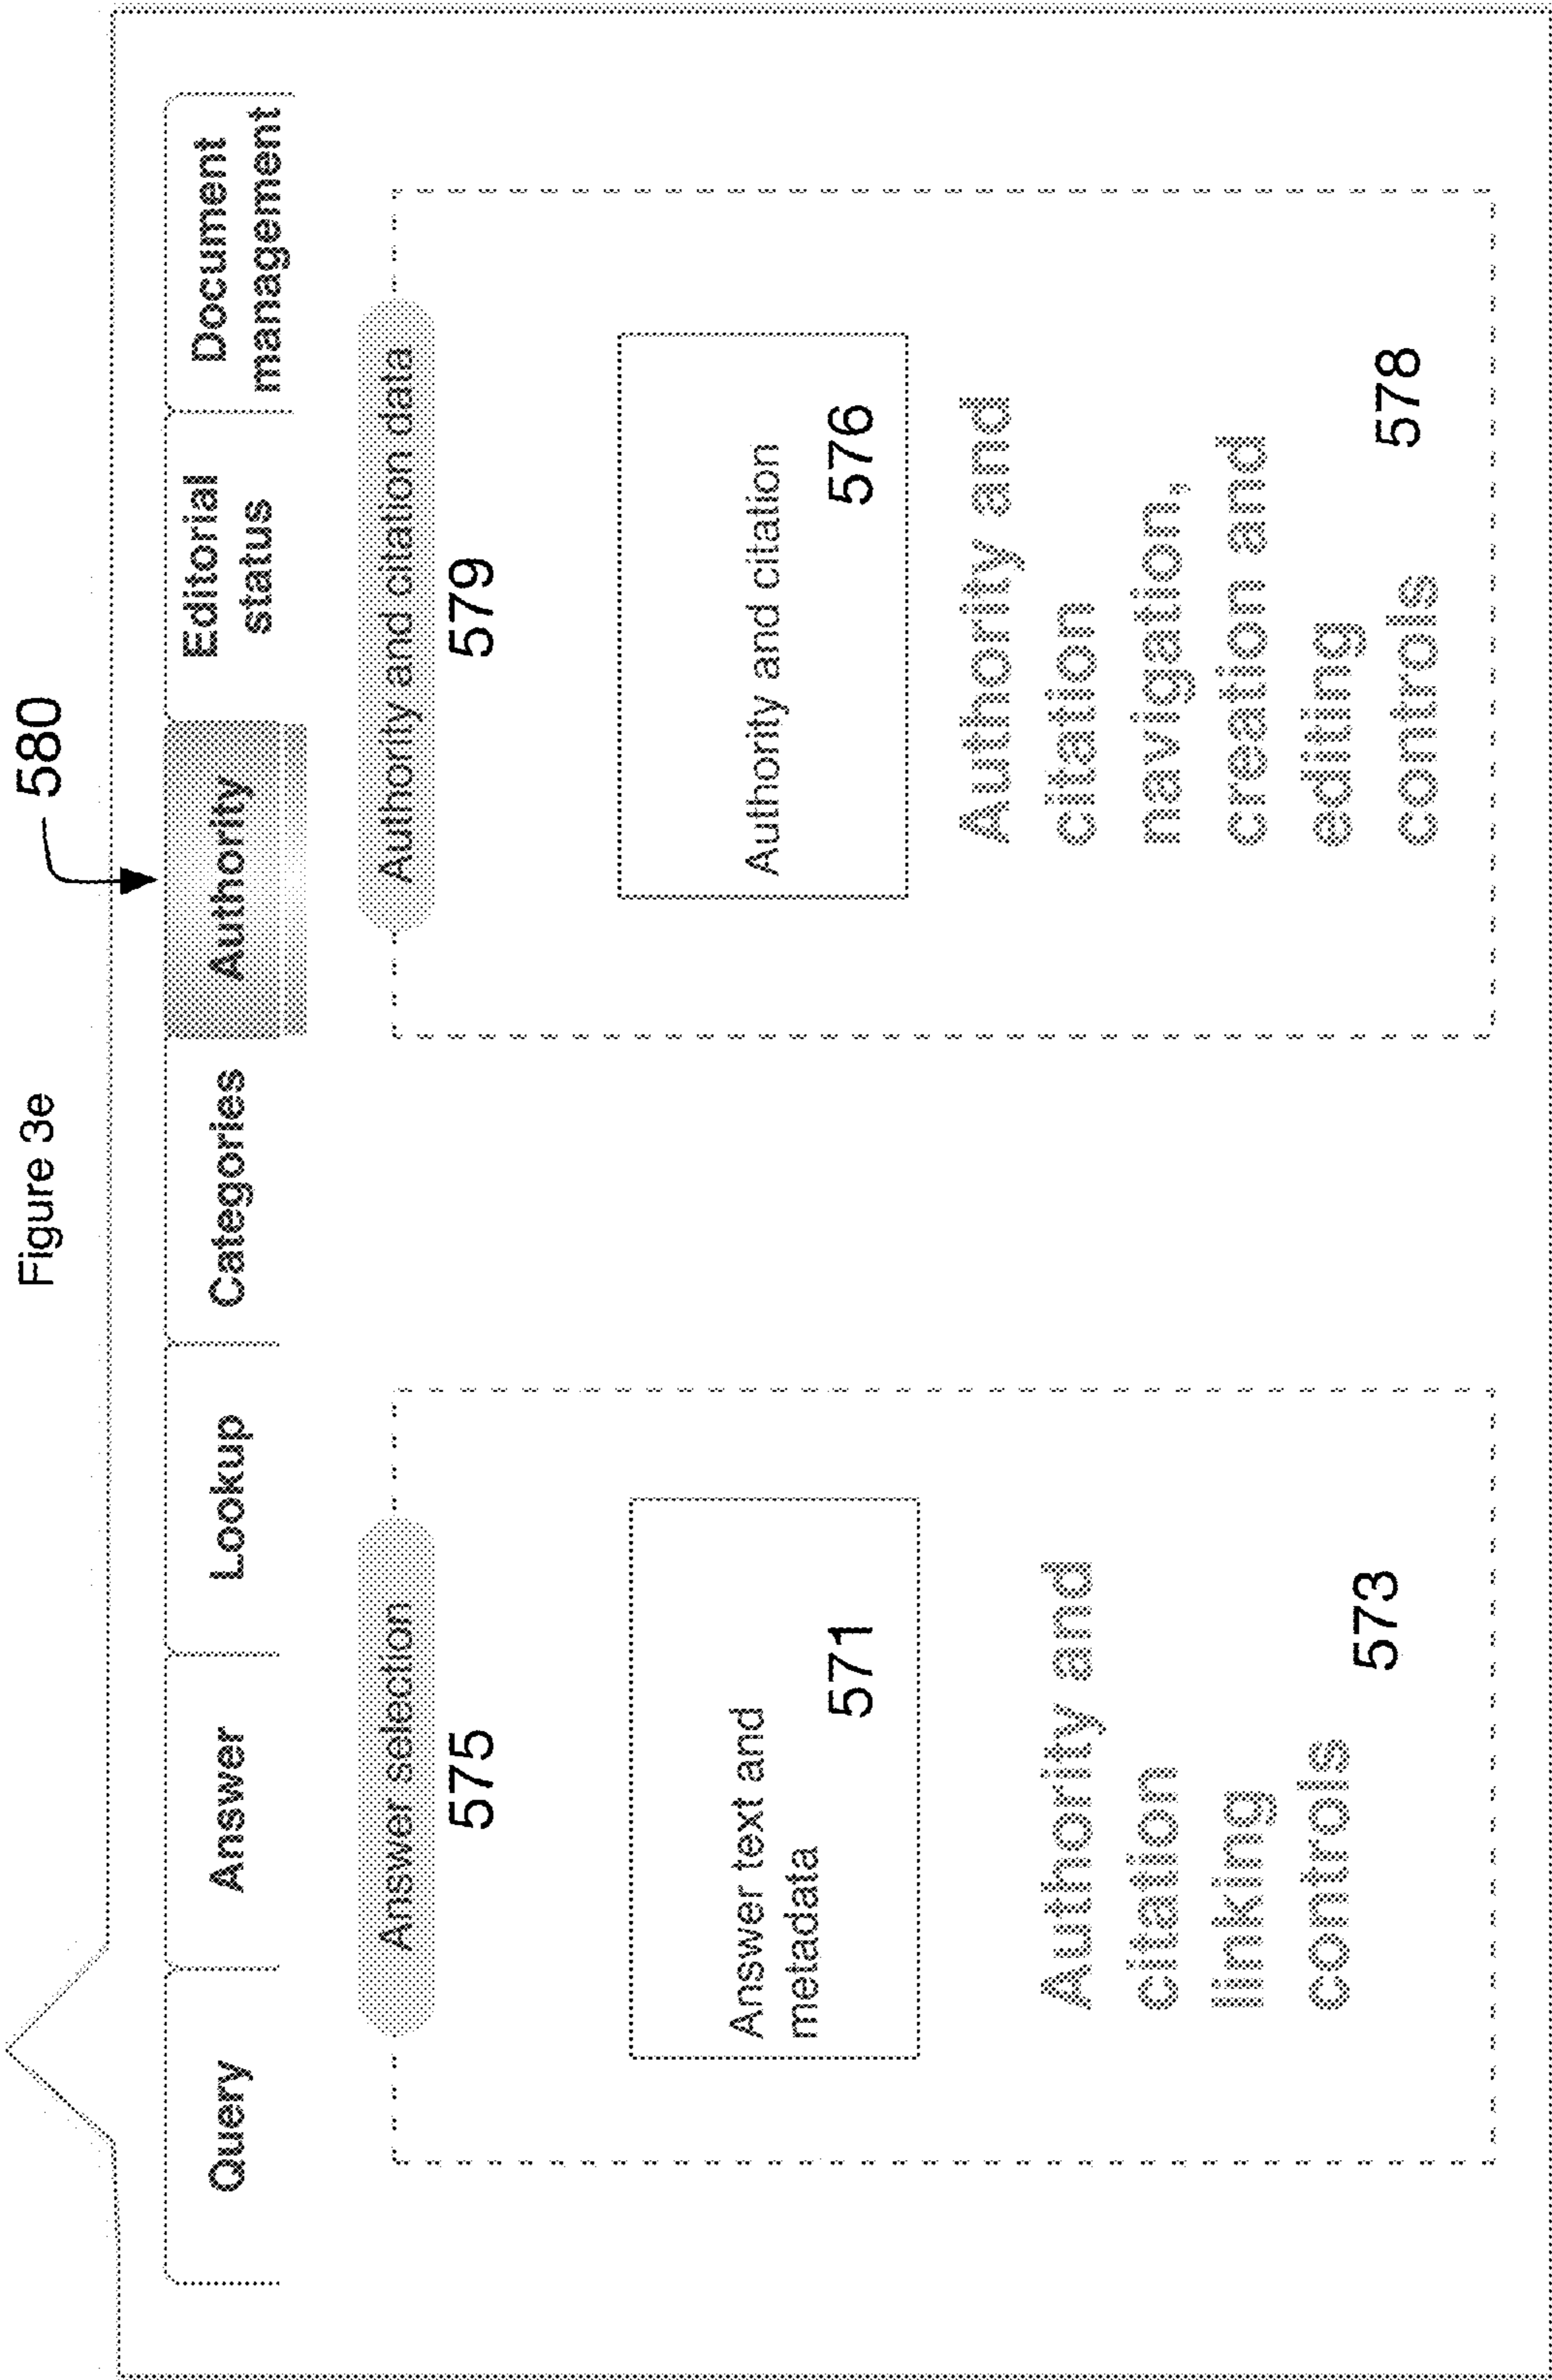 Figure 3e
580
Query
Answer
Lookup
Categories
Authority
Editorial
status
Document
management
Answer selection
575
Answer text and
metadata
571
Authority and
citation
linking
controls
573
Authority and citation data
579
Authority and citation
576
Authority and
citation
navigation,
creation and
editing
controls
578